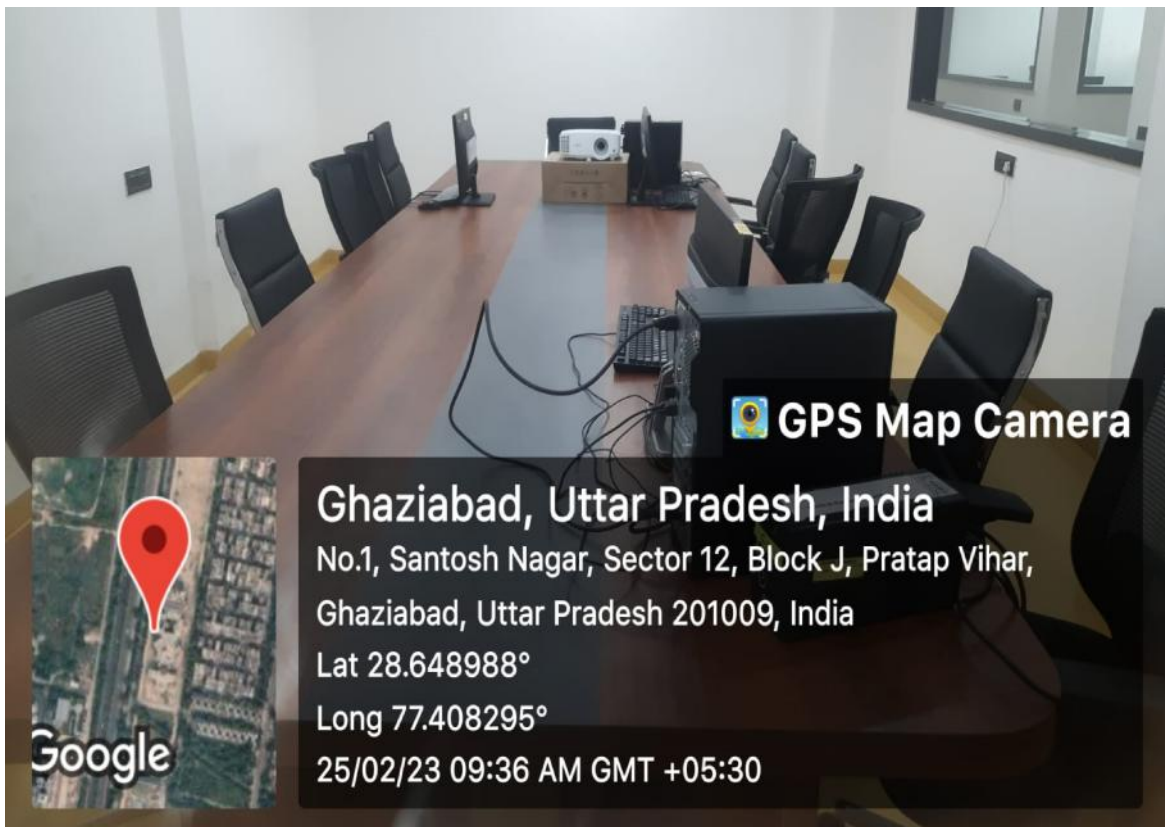 GPS Map Camera
Ghaziabad, Uttar Pradesh, India
No.1, Santosh Nagar, Sector 12, Block J, Pratap Vihar,
Ghaziabad, Uttar Pradesh 201009, India
Lat 28.648988°
Long 77.408295°
25/02/23 09:36 AM GMT +05:30
Google